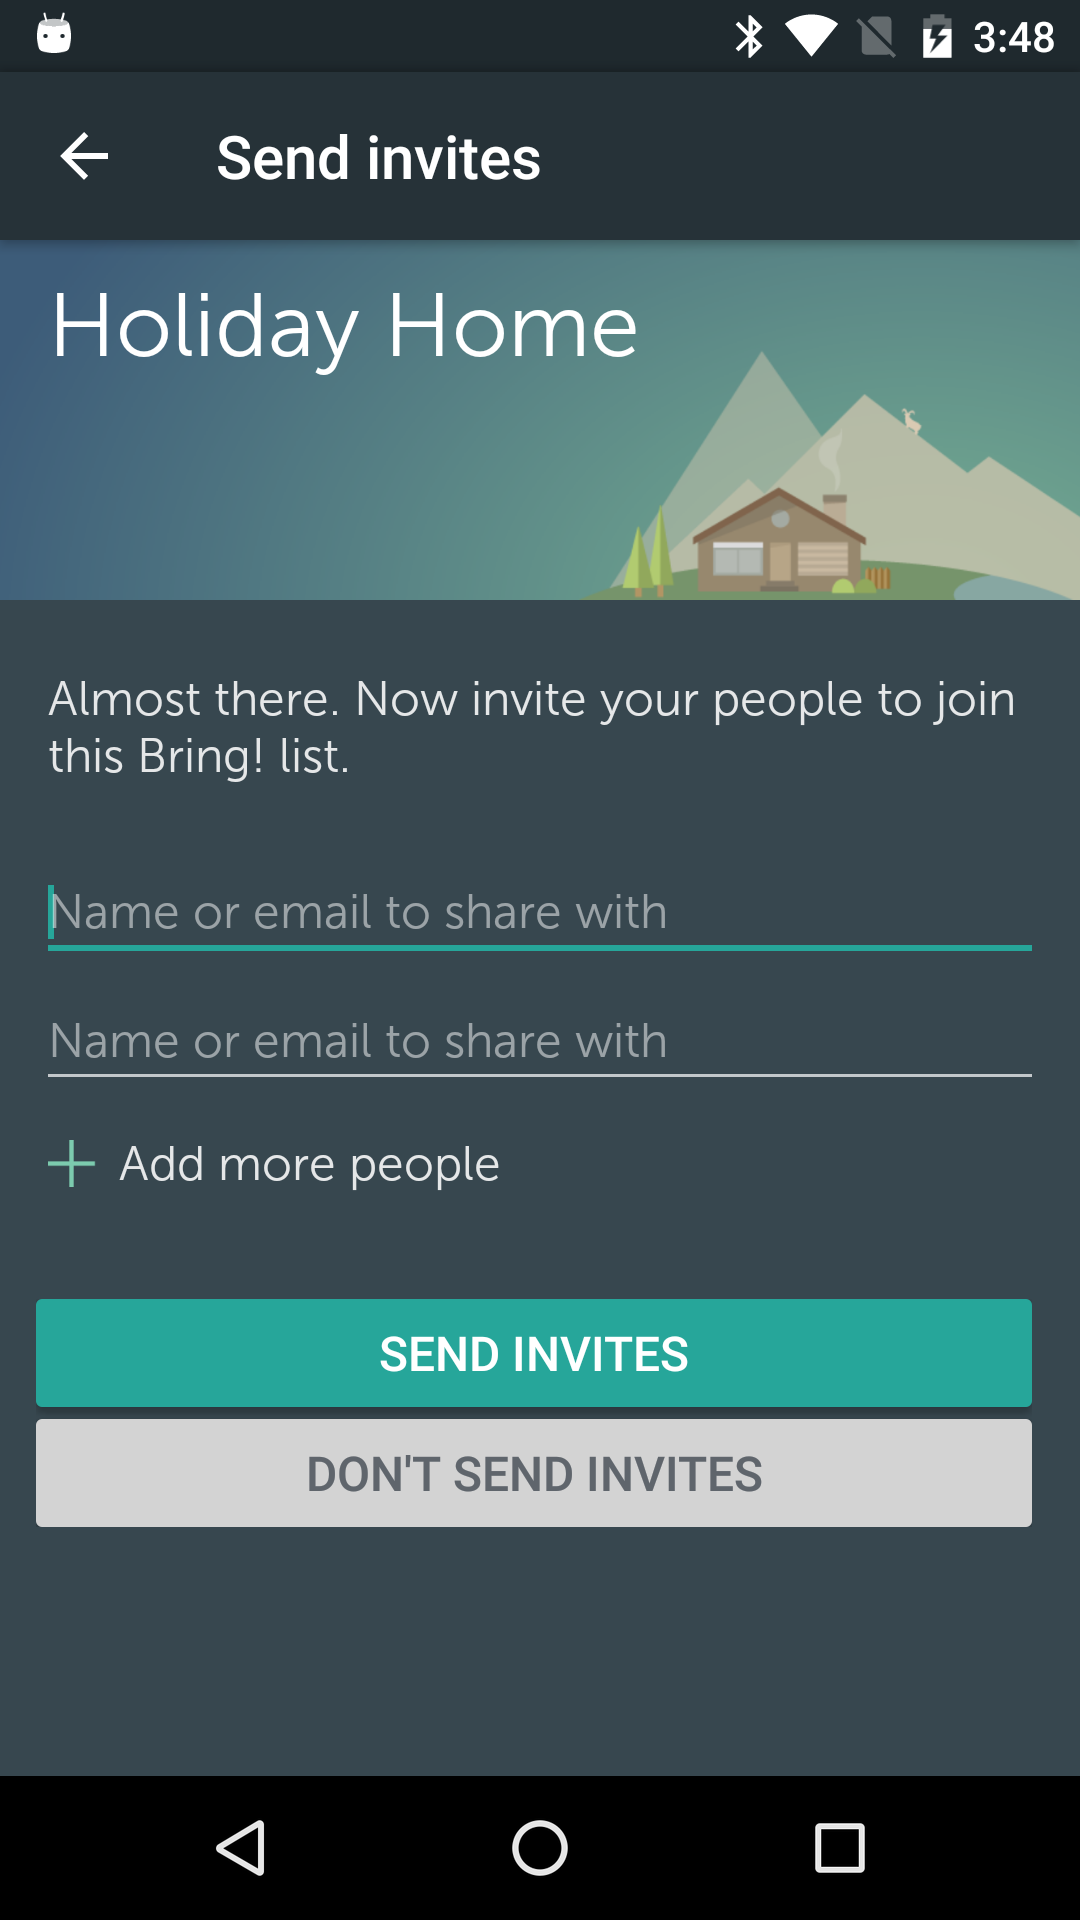 3:48
Send invites
Holiday Home
Almost there. Now invite your people to join
this Bring! list.
Name or email to share with
Name or email to share with
Add more people
SEND INVITES
DON'T SEND INVITES